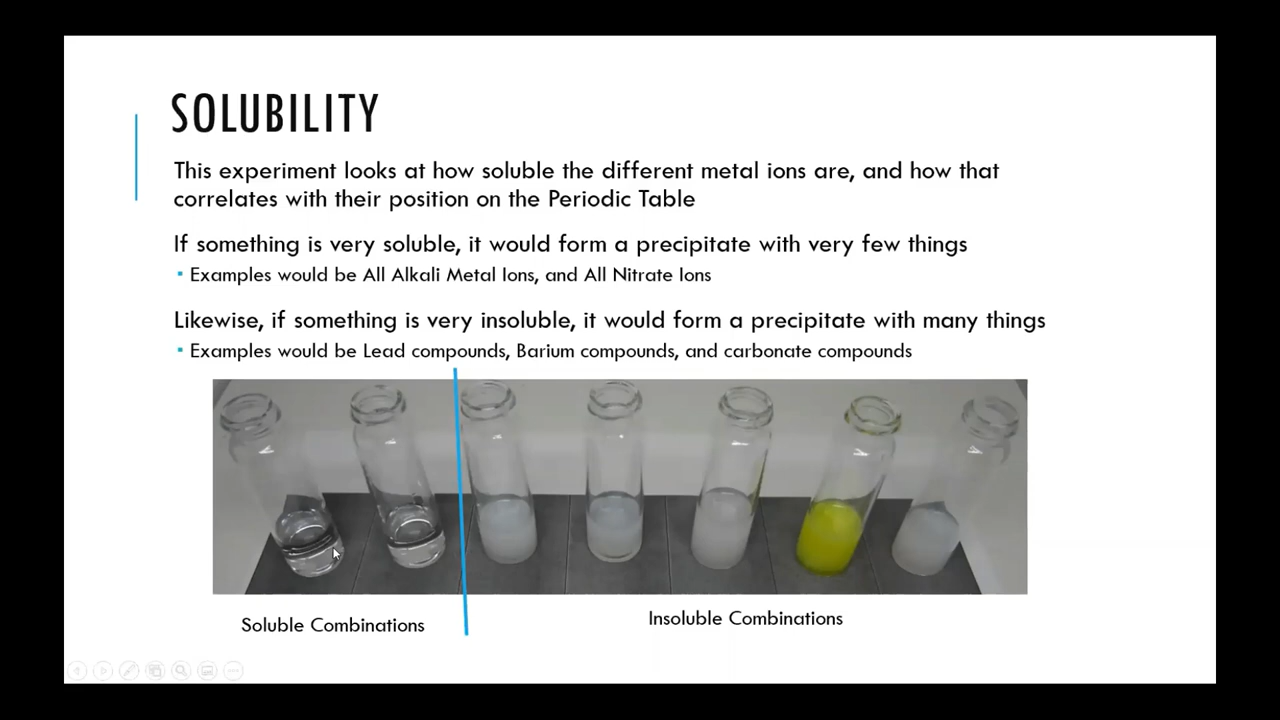 SOLUBILITY
This experiment looks at how soluble the different metal ions are, and how that
correlates with their position on the Periodic Table
If something is very soluble, it would form a precipitate with very few things
▪ Examples would be All Alkali Metal Ions, and All Nitrate Ions
Likewise, if something is very insoluble, it would form a precipitate with many things
▪ Examples would be Lead compounds, Barium compounds, and carbonate compounds
Soluble Combinations
Insoluble Combinations